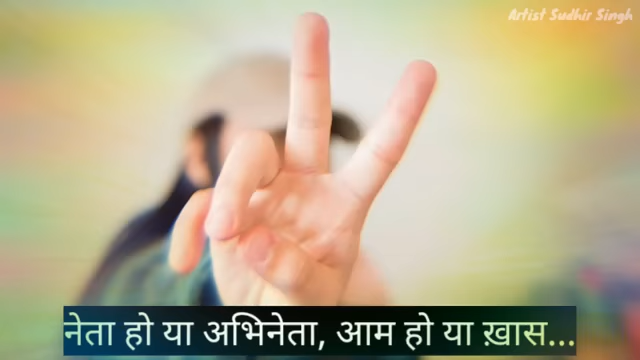 Artist Sudhir Singh
नेता हो या अभिनेता, आम हो या ख़ास...